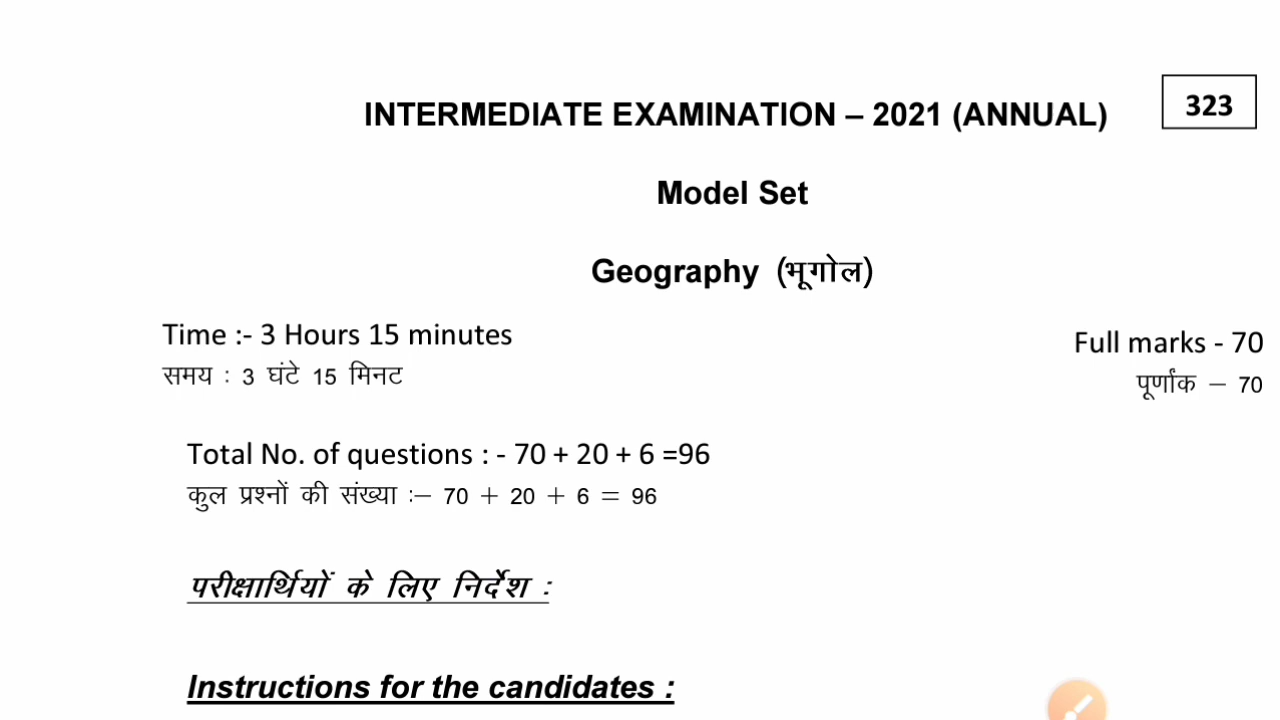 323
INTERMEDIATE EXAMINATION – 2021 (ANNUAL)
Model Set
Geography (भूगोल)
Time :- 3 Hours 15 minutes
Full marks - 70
समय : 3 घंटे 15 मिनट
पूर्णांक – 70
Total No. of questions : - 70 + 20 + 6 =96
कुल प्रश्नों की संख्या :– 70 + 20 + 6 = 96
परीक्षार्थियों के लिए निर्देश :
Instructions for the candidates :